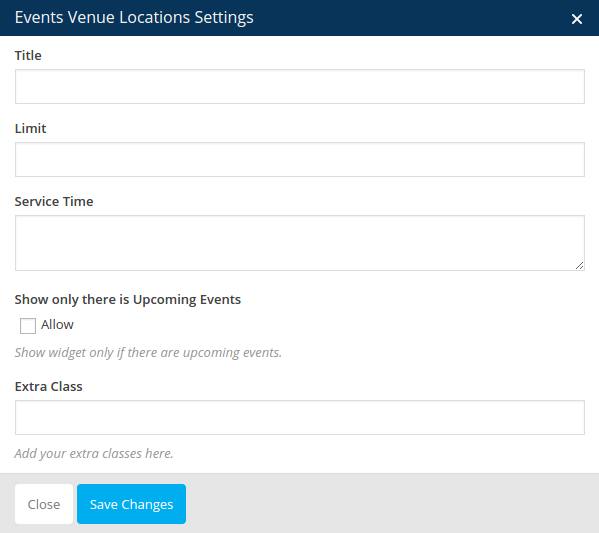 Events Venue Locations Settings ×
Title
Limit
Service Time
Show only there is Upcoming Events
Allow
Show widget only if there are upcoming events.
Extra Class
Add your extra classes here.
Close Save Changes